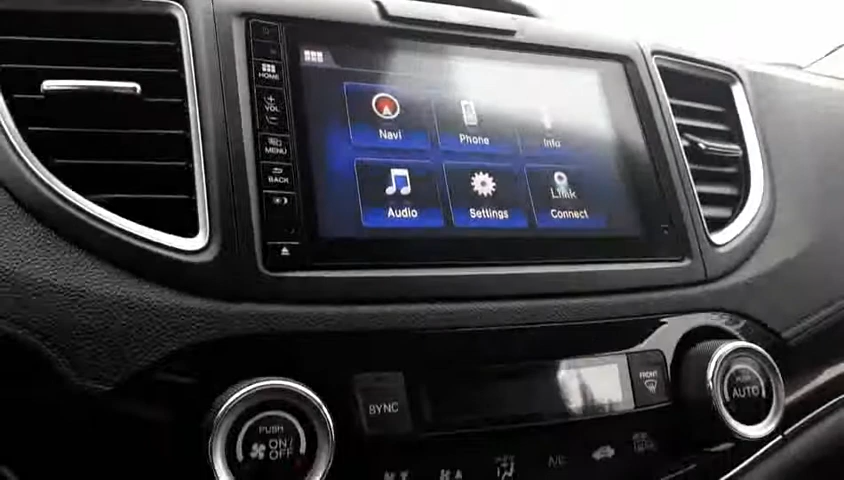 HOME
VOL
MENU
BACK
Navi
Phone
Info
Audio
Settings
Link
Connect
FRONT
AUTO
SYNC
PUSH
ON/
OFF